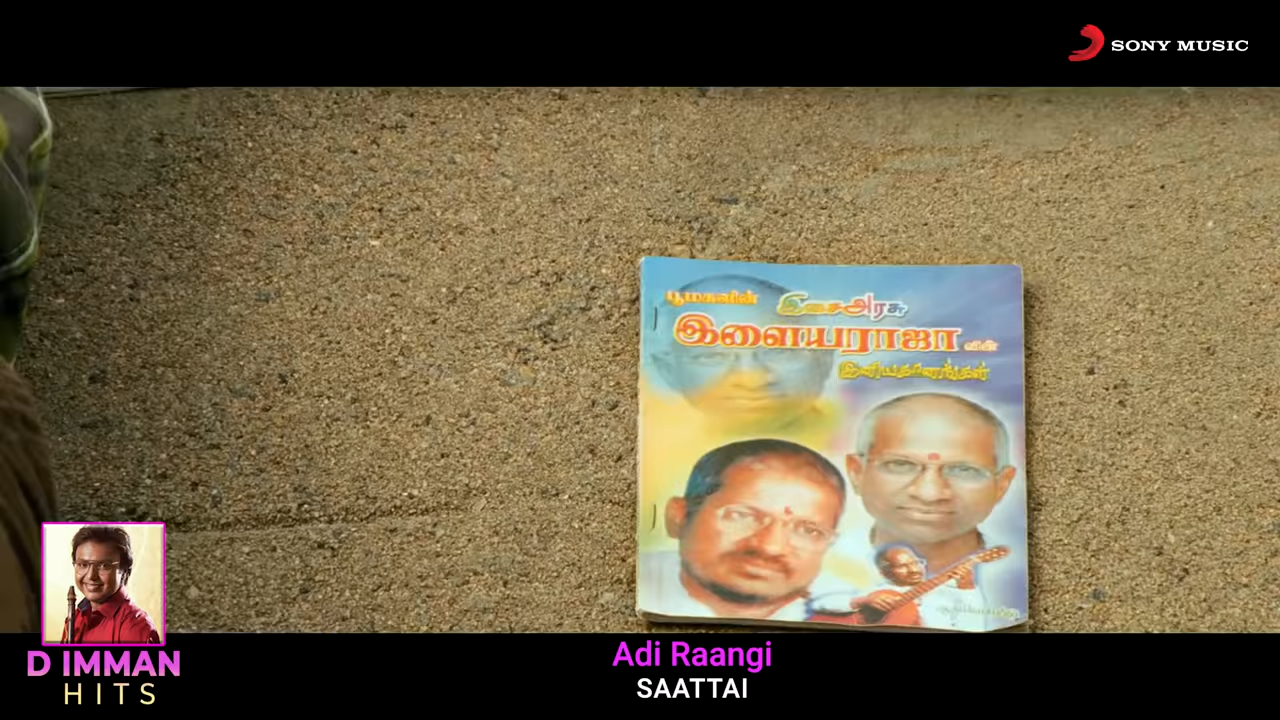 SONY MUSIC
பூமகளின் இசைஅரசு
இளையராஜா வின்
இனியகானங்கள்
Adi Raangi
SAATTAI
D IMMAN
HITS